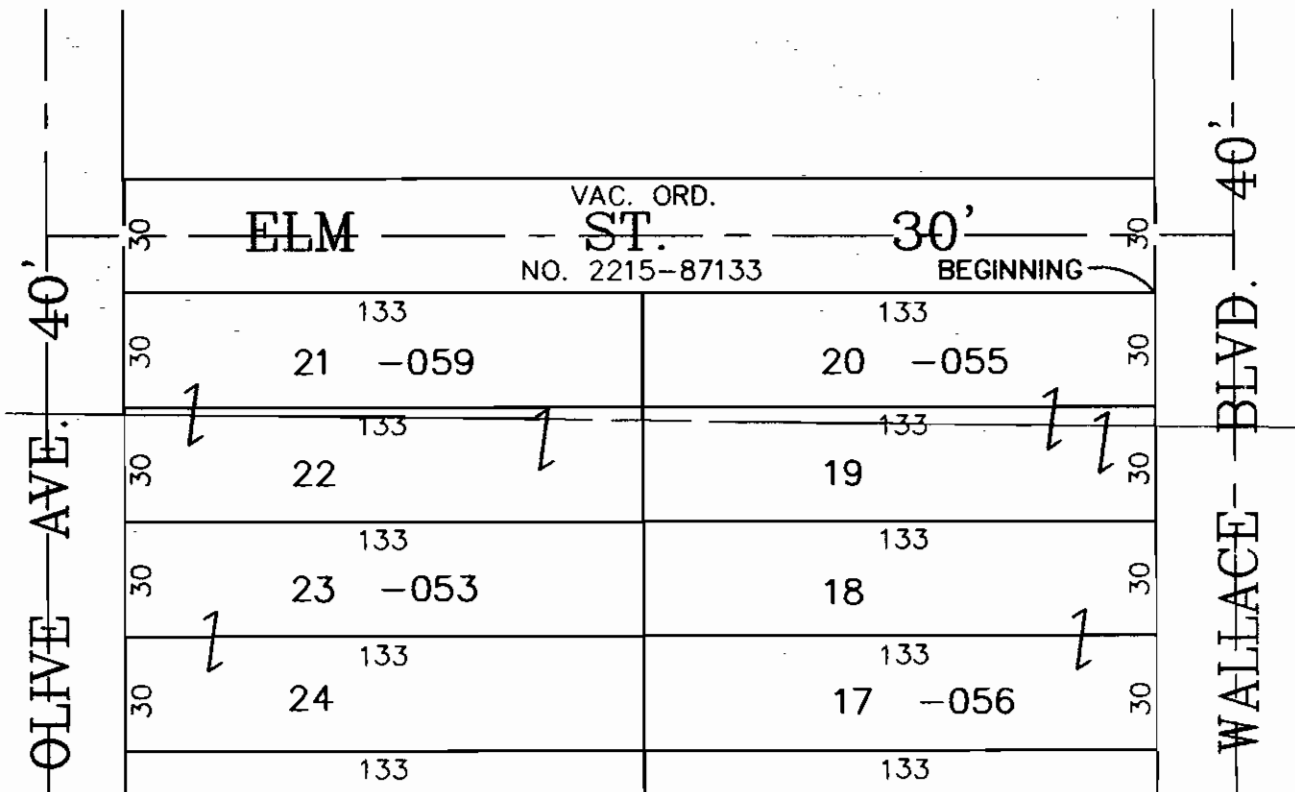 VAC. ORD.
30 ELM ST. 30' 30
NO. 2215-87133 BEGINNING
133 133
30 21 -059 20 -055 30
133 133
30 22 19 30
133 133
30 23 -053 18 30
133 133
30 24 17 -056 30
133 133
OLIVE AVE. 40'
WALLACE BLVD. 40'